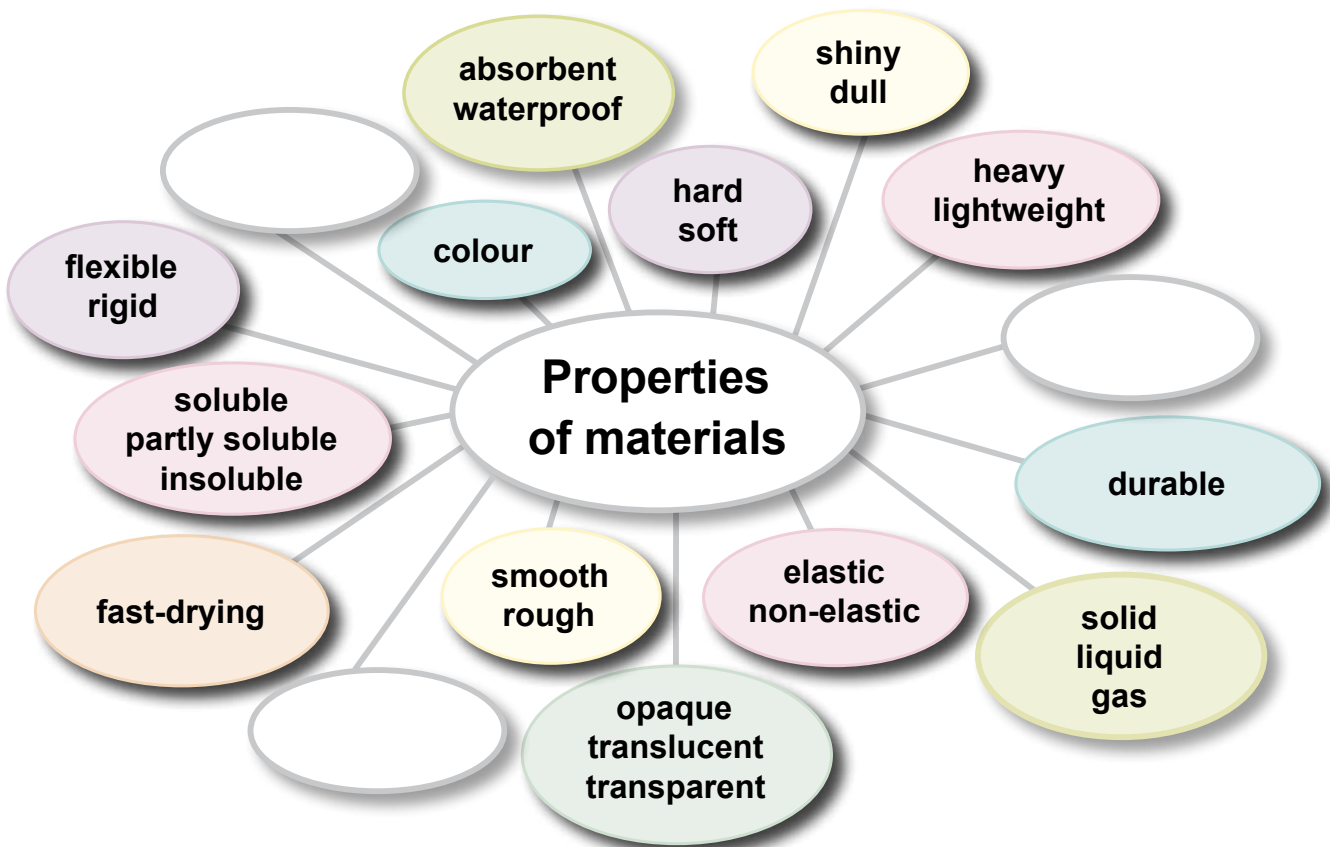 absorbent
waterproof
shiny
dull
hard
soft
heavy
lightweight
colour
flexible
rigid
Properties
of materials
soluble
partly soluble
insoluble
durable
fast-drying
smooth
rough
elastic
non-elastic
solid
liquid
gas
opaque
translucent
transparent